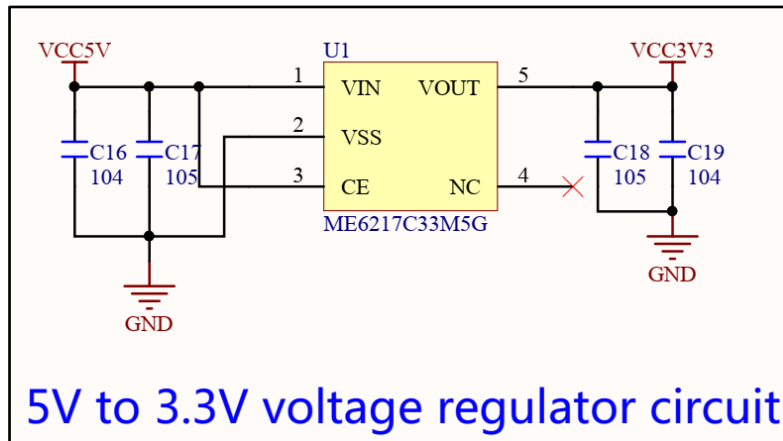 VCC5V
U1
VCC3V3
1
VIN
VOUT
5
2
VSS
C16
104
C17
105
C18
105
C19
104
3
CE
NC
4
ME6217C33M5G
GND
GND
5V to 3.3V voltage regulator circuit